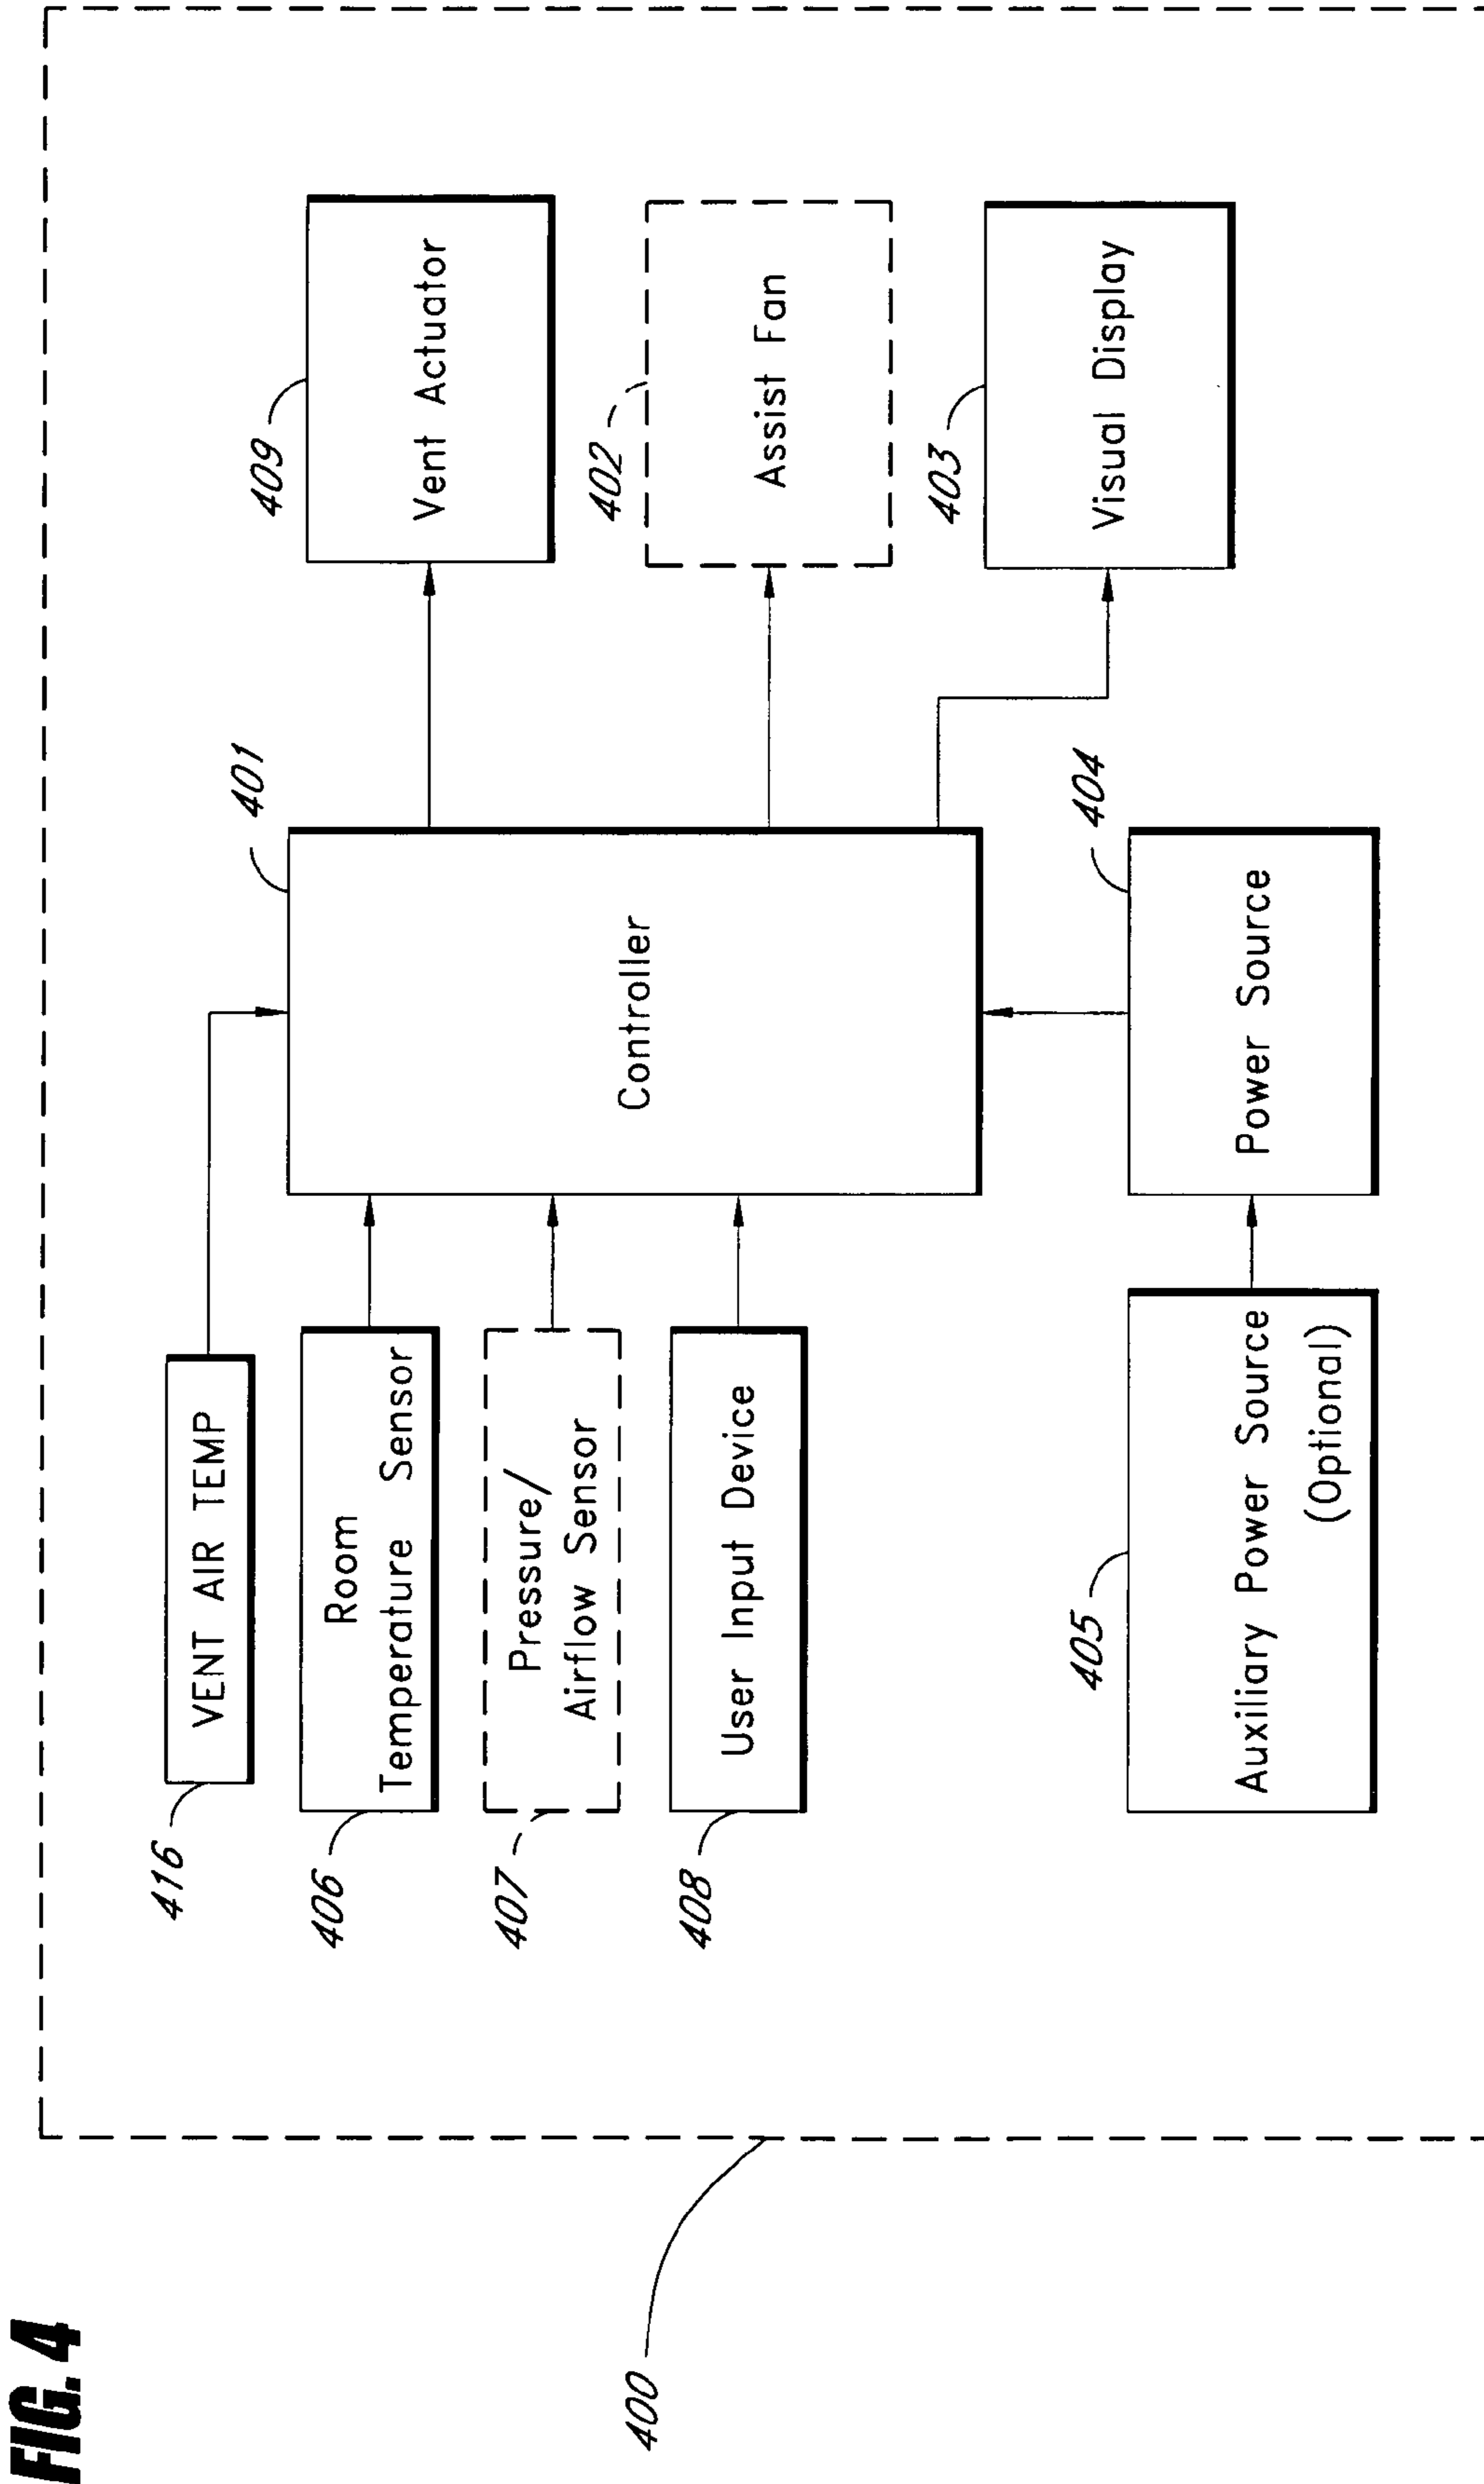 FIG. 4
400
416
VENT AIR TEMP
406
Room
Temperature Sensor
407
Pressure/
Airflow Sensor
408
User Input Device
405
Auxiliary Power Source
(Optional)
401
Controller
404
Power Source
409
Vent Actuator
402
Assist Fan
403
Visual Display